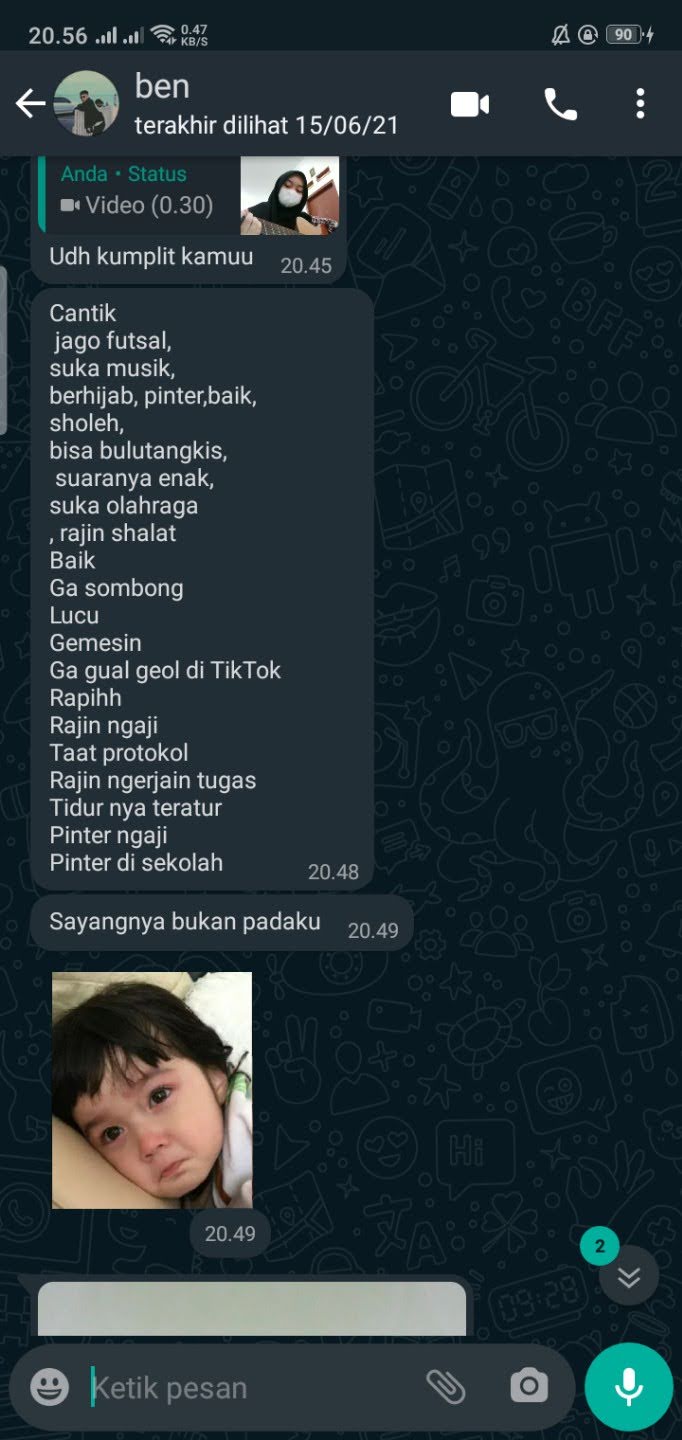 20.56
0.47
KB/S
90
ben
terakhir dilihat 15/06/21
Anda • Status
Video (0.30)
Udh kumplit kamuu
20.45
Cantik
jago futsal,
suka musik,
berhijab, pinter,baik,
sholeh,
bisa bulutangkis,
suaranya enak,
suka olahraga
, rajin shalat
Baik
Ga sombong
Lucu
Gemesin
Ga gual geol di TikTok
Rapihh
Rajin ngaji
Taat protokol
Rajin ngerjain tugas
Tidur nya teratur
Pinter ngaji
Pinter di sekolah
20.48
Sayangnya bukan padaku
20.49
20.49
2
Ketik pesan
BFF
Hi
09:29